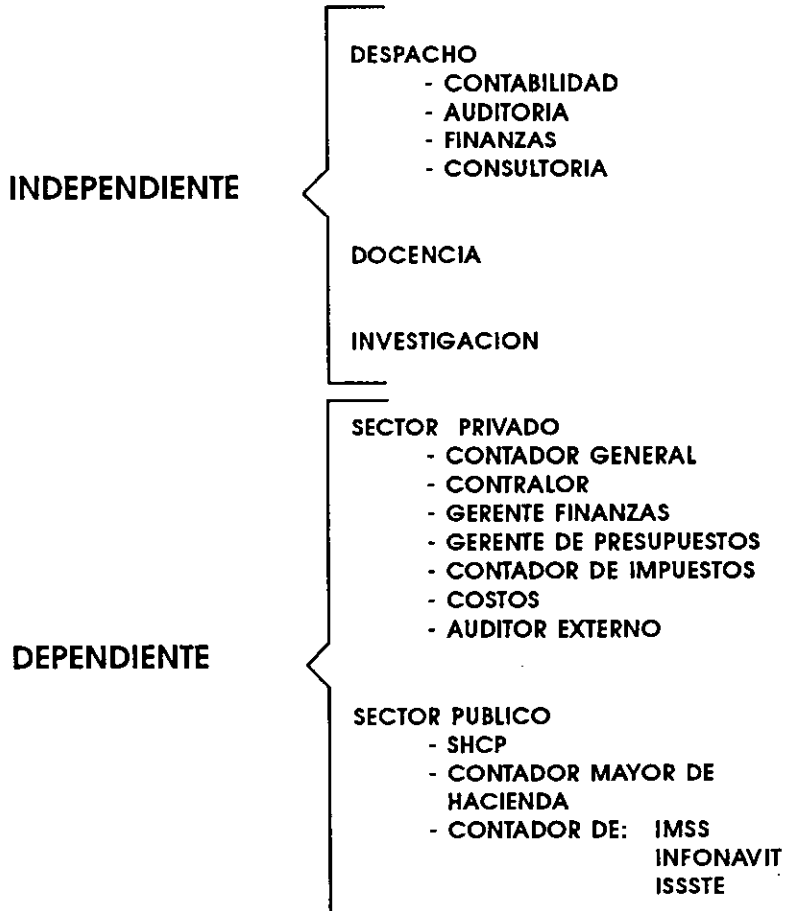 DESPACHO
- CONTABILIDAD
- AUDITORIA
- FINANZAS
- CONSULTORIA
INDEPENDIENTE
DOCENCIA
INVESTIGACION
SECTOR PRIVADO
- CONTADOR GENERAL
- CONTRALOR
- GERENTE FINANZAS
- GERENTE DE PRESUPUESTOS
- CONTADOR DE IMPUESTOS
- COSTOS
- AUDITOR EXTERNO
DEPENDIENTE
SECTOR PUBLICO
- SHCP
- CONTADOR MAYOR DE
HACIENDA
- CONTADOR DE: IMSS
INFONAVIT
ISSSTE